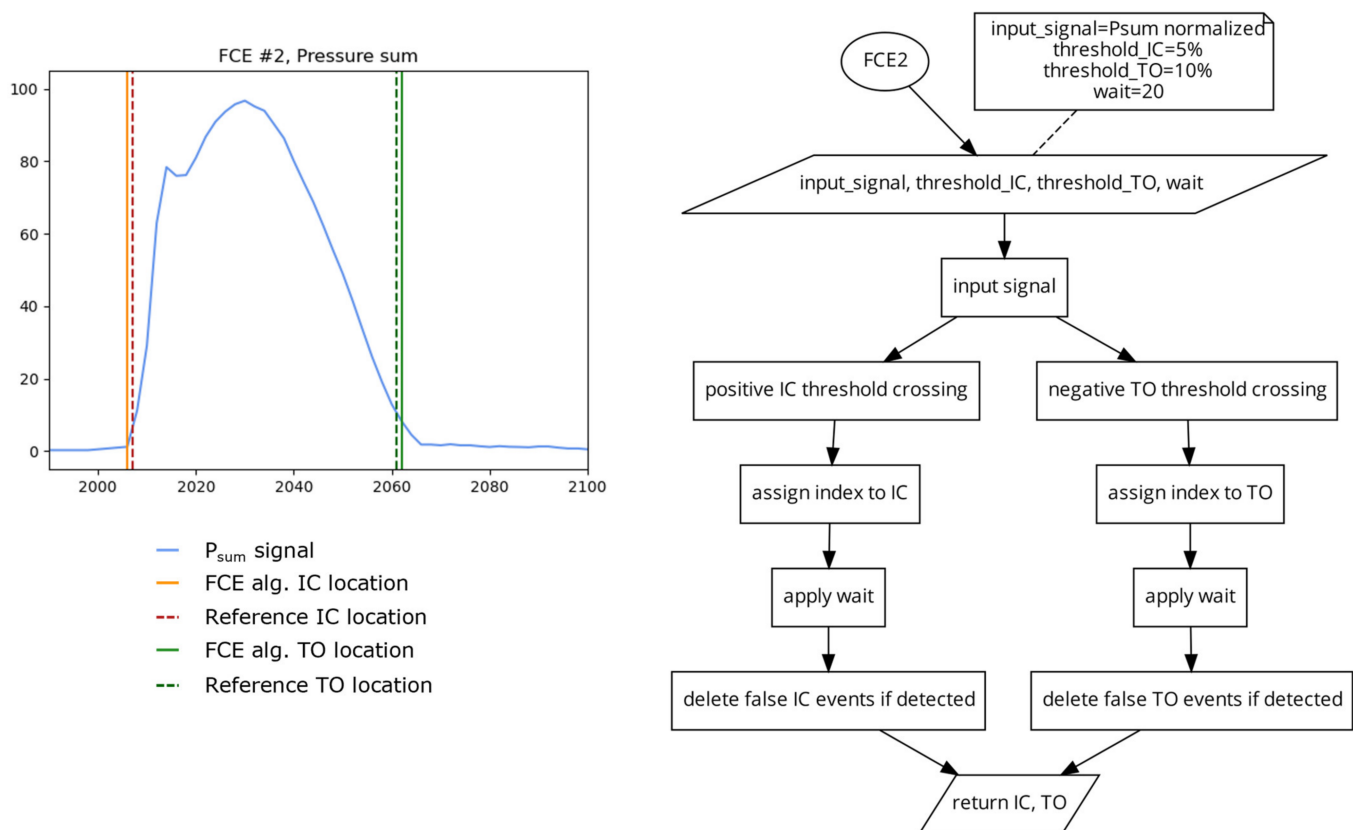 FCE #2, Pressure sum
100
80
60
40
20
0
2000 2020 2040 2060 2080 2100
Psum signal
FCE alg. IC location
Reference IC location
FCE alg. TO location
Reference TO location
FCE2
input_signal=Psum normalized
threshold_IC=5%
threshold_TO=10%
wait=20
input_signal, threshold_IC, threshold_TO, wait
input signal
positive IC threshold crossing
negative TO threshold crossing
assign index to IC
assign index to TO
apply wait
apply wait
delete false IC events if detected
delete false TO events if detected
return IC, TO